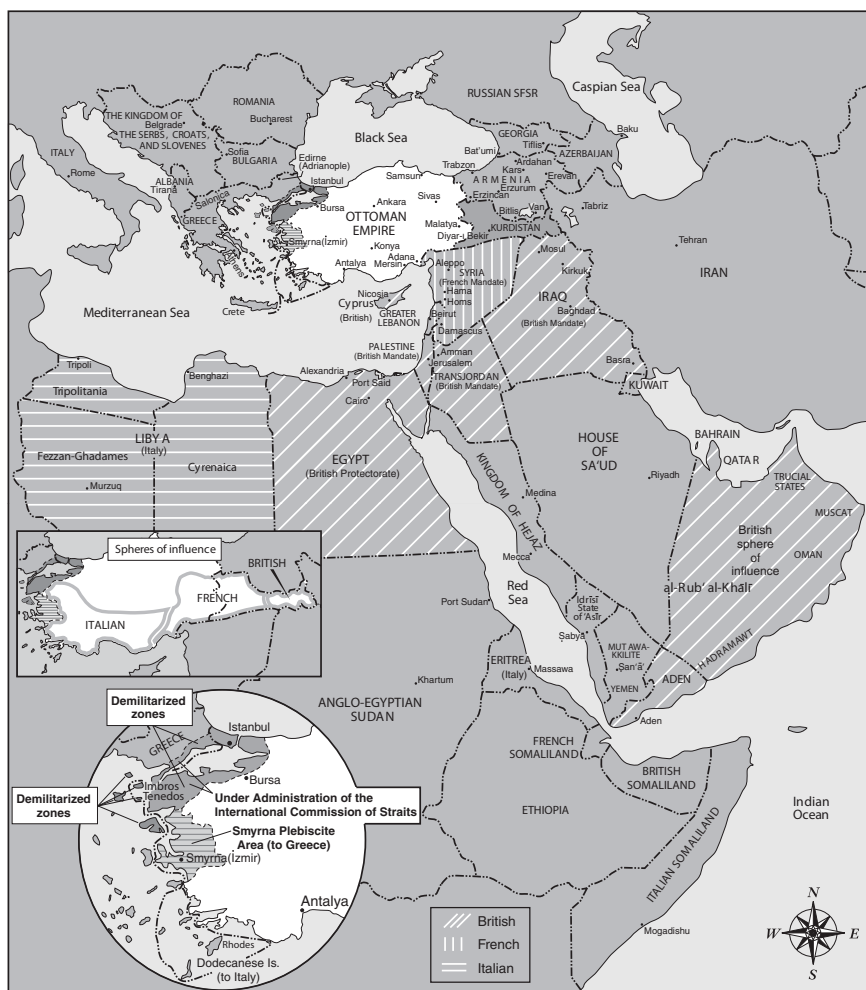 Caspian Sea
RUSSIAN SFSR
ROMANIA
Bucharest
THE KINGDOM OF
Belgrade
THE SERBS, CROATS,
AND SLOVENES
Black Sea
GEORGIA
Tiflis
Baku
Bat'umi
AZERBAIJAN
ITALY
Rome
Sofia
BULGARIA
Edirne
(Adrianople)
Istanbul
Trabzon
Ardahan
Kars
ARMENIA
Erevan
Samsun
Erzurum
Erzincan
ALBANIA
Tirana
Salonica
Bursa
Ankara
Sivas
Van
Bitlis
Tabriz
GREECE
OTTOMAN
EMPIRE
Malatya
KURDISTAN
Diyar-ı Bekir
Smyrna(İzmir)
Konya
Adana
Antalya
Mersin
Athens
Tehran
Aleppo
Mosul
SYRIA
(French Mandate)
Kirkuk
IRAN
Nicosia
Cyprus
(British)
Hama
Homs
IRAQ
Baghdad
(British Mandate)
Crete
Mediterranean Sea
GREATER
LEBANON
Beirut
Damascus
PALESTINE
(British Mandate)
Amman
Jerusalem
TRANSJORDAN
(British Mandate)
Basra
Tripoli
Benghazi
Alexandria
Port Said
Cairo
KUWAIT
Tripolitania
LIBYA
(Italy)
Fezzan-Ghadames
Cyrenaica
Murzuq
EGYPT
(British Protectorate)
HOUSE
OF
SA'UD
BAHRAIN
QATAR
Riyadh
TRUCIAL
STATES
KINGDOM OF HEJAZ
Medina
MUSCAT
OMAN
British
sphere
of
influence
al-Rub' al-Khālī
Mecca
Red
Sea
Port Sudan
Idrīsī
State
of 'Asīr
Ṣabya
MUTAWA-
KKILITE
Ṣan'ā'
YEMEN
HADRAMAWT
ADEN
Aden
Spheres of influence
BRITISH
FRENCH
ITALIAN
ERITREA
(Italy)
Massawa
Khartum
ANGLO-EGYPTIAN
SUDAN
FRENCH
SOMALILAND
BRITISH
SOMALILAND
ETHIOPIA
ITALIAN SOMALILAND
Mogadishu
Indian
Ocean
Demilitarized
zones
Istanbul
GREECE
Bursa
Imbros
Tenedos
Demilitarized
zones
Under Administration of the
International Commission of Straits
Smyrna Plebiscite
Area (to Greece)
Smyrna(İzmir)
Antalya
Rhodes
Dodecanese Is.
(to Italy)
British
French
Italian
N
W
E
S